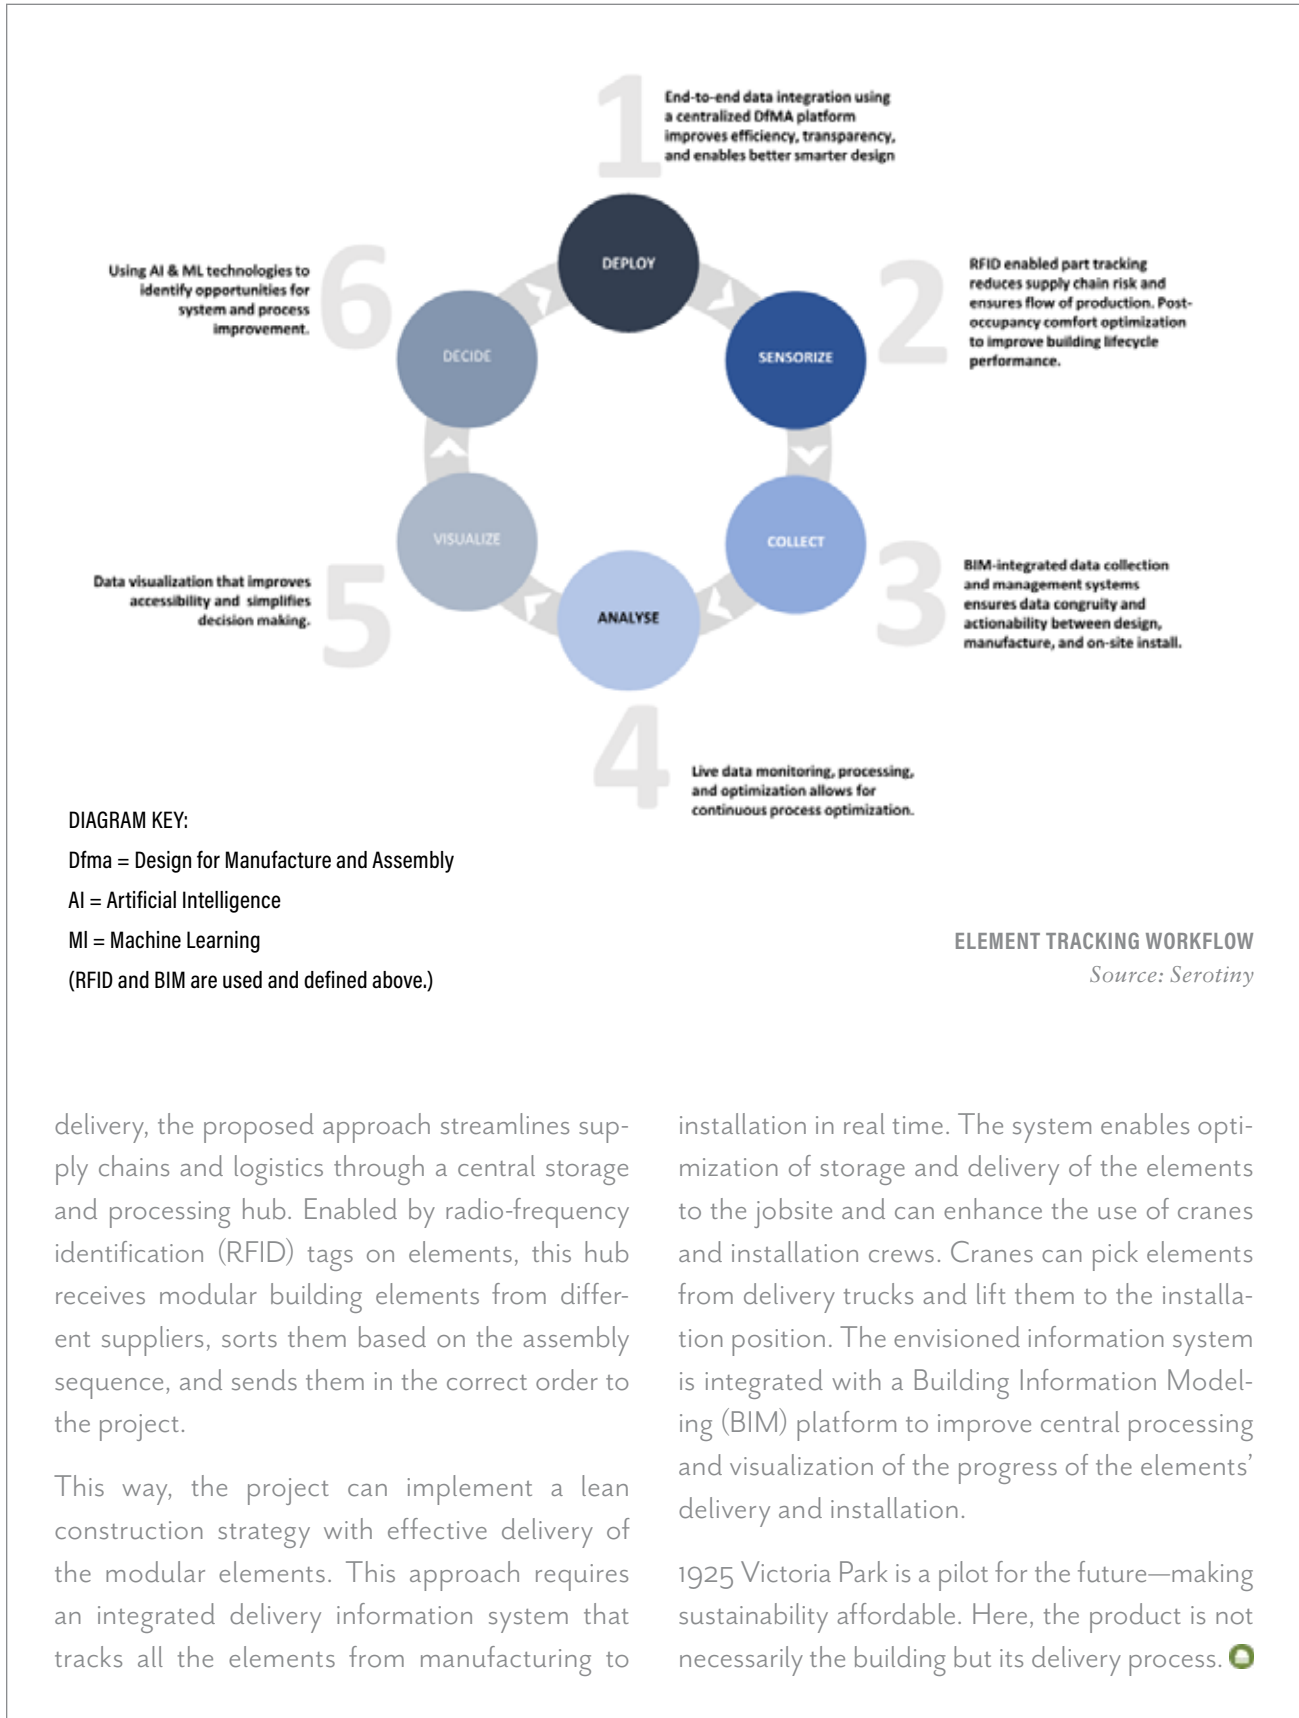 1
End-to-end data integration using
a centralized DfMA platform
improves efficiency, transparency,
and enables better smarter design
DEPLOY
2
RFID enabled part tracking
reduces supply chain risk and
ensures flow of production. Post-
occupancy comfort optimization
to improve building lifecycle
performance.
SENSORIZE
3
BIM-integrated data collection
and management systems
ensures data congruity and
actionability between design,
manufacture, and on-site install.
COLLECT
4
Live data monitoring, processing,
and optimization allows for
continuous process optimization.
ANALYSE
5
Data visualization that improves
accessibility and simplifies
decision making.
VISUALIZE
6
Using AI & ML technologies to
identify opportunities for
system and process
improvement.
DECIDE
DIAGRAM KEY:
Dfma = Design for Manufacture and Assembly
AI = Artificial Intelligence
Ml = Machine Learning
(RFID and BIM are used and defined above.)
ELEMENT TRACKING WORKFLOW
Source: Serotiny
delivery, the proposed approach streamlines sup-
ply chains and logistics through a central storage
and processing hub. Enabled by radio-frequency
identification (RFID) tags on elements, this hub
receives modular building elements from differ-
ent suppliers, sorts them based on the assembly
sequence, and sends them in the correct order to
the project.
This way, the project can implement a lean
construction strategy with effective delivery of
the modular elements. This approach requires
an integrated delivery information system that
tracks all the elements from manufacturing to
installation in real time. The system enables opti-
mization of storage and delivery of the elements
to the jobsite and can enhance the use of cranes
and installation crews. Cranes can pick elements
from delivery trucks and lift them to the installa-
tion position. The envisioned information system
is integrated with a Building Information Model-
ing (BIM) platform to improve central processing
and visualization of the progress of the elements’
delivery and installation.
1925 Victoria Park is a pilot for the future—making
sustainability affordable. Here, the product is not
necessarily the building but its delivery process.